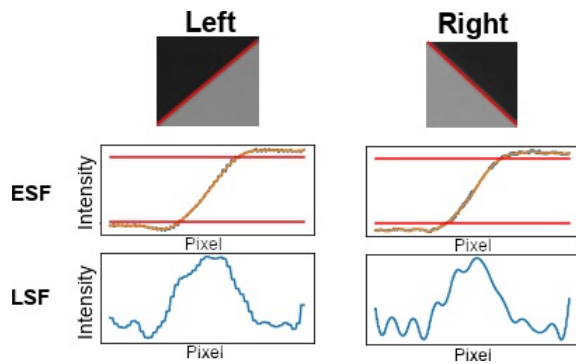 Left
Right
ESF
Intensity
Pixel
Pixel
LSF
Intensity
Pixel
Pixel